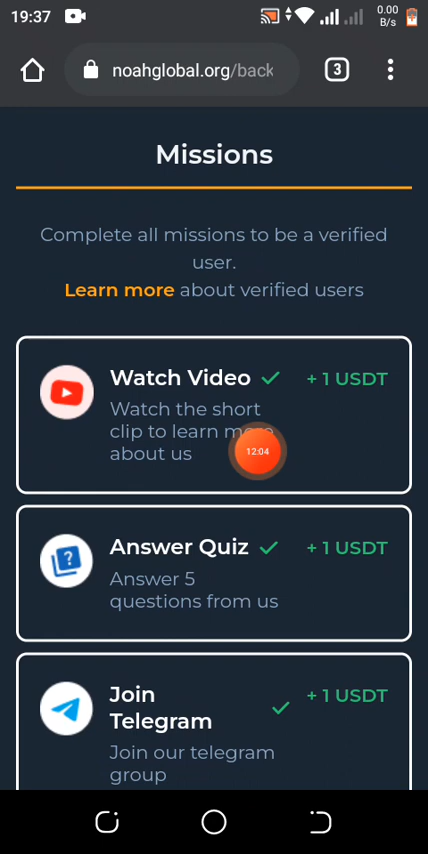 19:37
0.00
B/s
noahglobal.org/back
3
Missions
Complete all missions to be a verified
user.
Learn more about verified users
Watch Video
+ 1 USDT
Watch the short
clip to learn more
about us
12:04
Answer Quiz
+ 1 USDT
Answer 5
questions from us
Join
Telegram
+ 1 USDT
Join our telegram
group